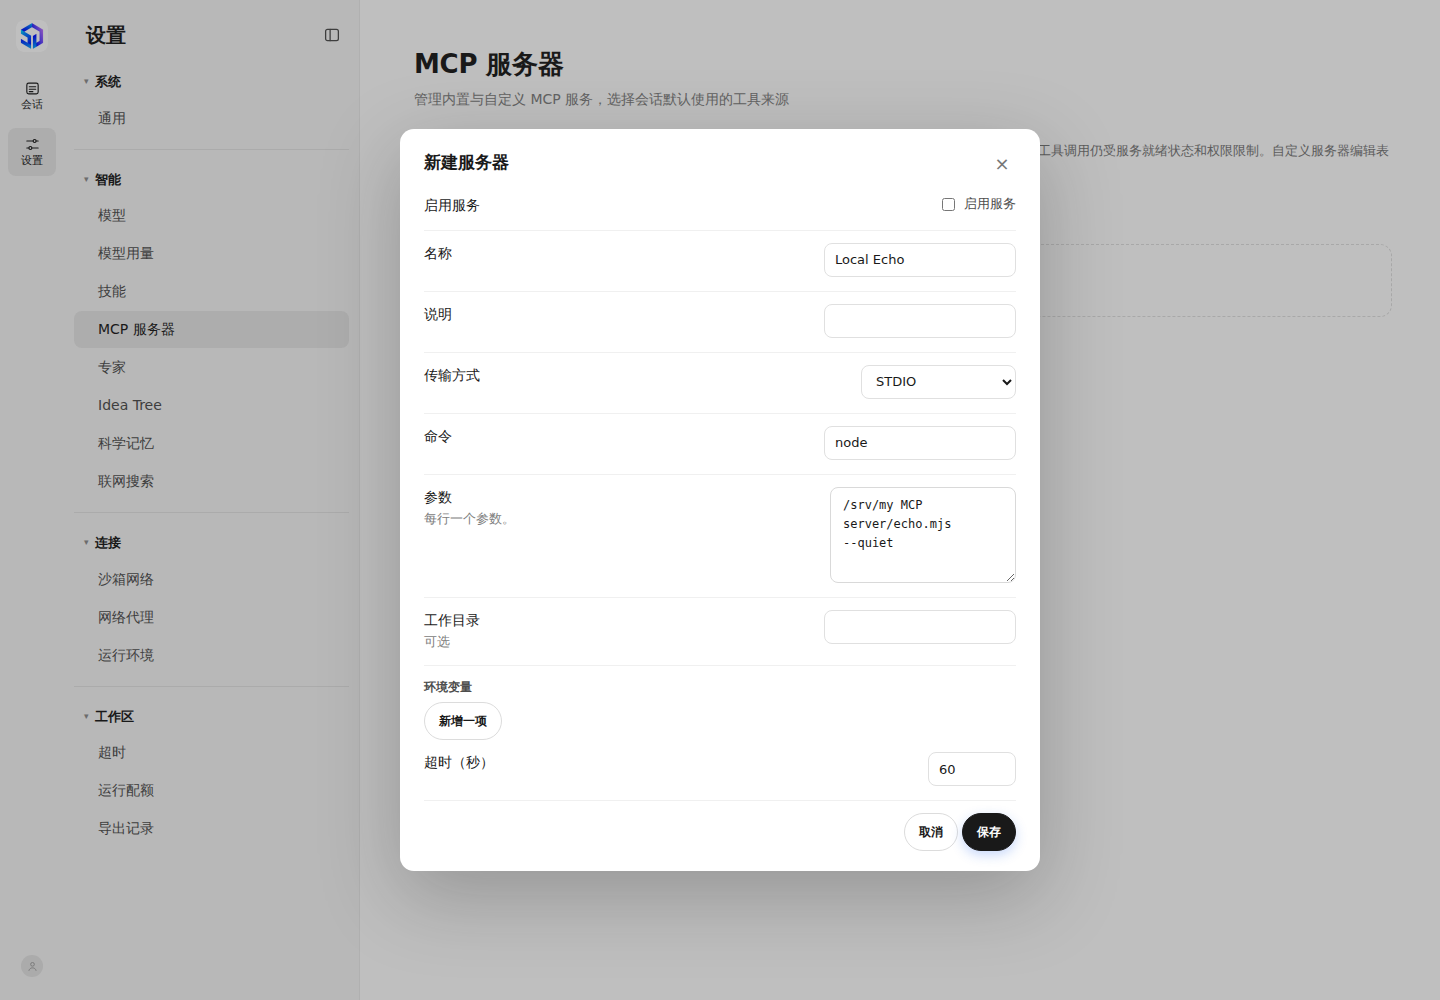 设置
会话
设置
系统
通用
智能
模型
模型用量
技能
MCP 服务器
专家
Idea Tree
科学记忆
联网搜索
连接
沙箱网络
网络代理
运行环境
工作区
超时
运行配额
导出记录
MCP 服务器
管理内置与自定义 MCP 服务，选择会话默认使用的工具来源
工具调用仍受服务就绪状态和权限限制。自定义服务器编辑表
新建服务器
×
启用服务
启用服务
名称
Local Echo
说明
传输方式
STDIO
命令
node
参数
每行一个参数。
/srv/my MCP
server/echo.mjs
--quiet
工作目录
可选
环境变量
新增一项
超时（秒）
60
取消
保存